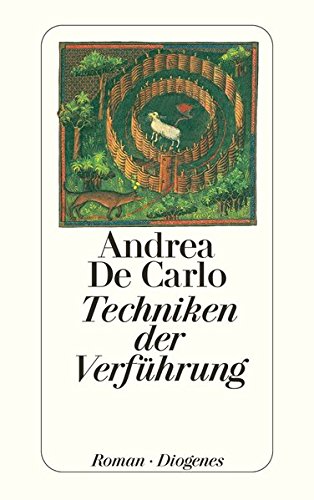 Andrea
De Carlo
Techniken
der
Verführung
Roman · Diogenes